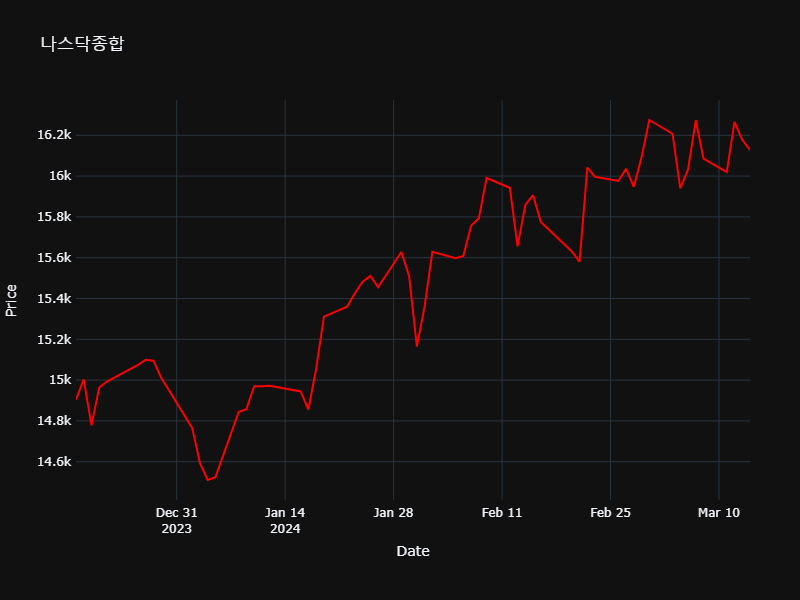 나스닥종합
16.2k
16k
15.8k
15.6k
15.4k
15.2k
15k
14.8k
14.6k
Price
Dec 31
2023
Jan 14
2024
Jan 28
Feb 11
Feb 25
Mar 10
Date